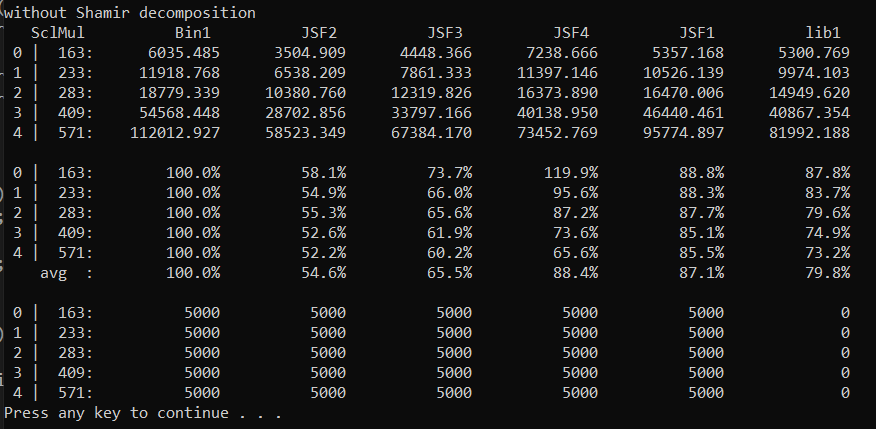 without Shamir decomposition
SclMul Bin1 JSF2 JSF3 JSF4 JSF1 lib1
0 | 163: 6035.485 3504.909 4448.366 7238.666 5357.168 5300.769
1 | 233: 11918.768 6538.209 7861.333 11397.146 10526.139 9974.103
2 | 283: 18779.339 10380.760 12319.826 16373.890 16470.006 14949.620
3 | 409: 54568.448 28702.856 33797.166 40138.950 46440.461 40867.354
4 | 571: 112012.927 58523.349 67384.170 73452.769 95774.897 81992.188
0 | 163: 100.0% 58.1% 73.7% 119.9% 88.8% 87.8%
1 | 233: 100.0% 54.9% 66.0% 95.6% 88.3% 83.7%
2 | 283: 100.0% 55.3% 65.6% 87.2% 87.7% 79.6%
3 | 409: 100.0% 52.6% 61.9% 73.6% 85.1% 74.9%
4 | 571: 100.0% 52.2% 60.2% 65.6% 85.5% 73.2%
avg : 100.0% 54.6% 65.5% 88.4% 87.1% 79.8%
0 | 163: 5000 5000 5000 5000 5000 0
1 | 233: 5000 5000 5000 5000 5000 0
2 | 283: 5000 5000 5000 5000 5000 0
3 | 409: 5000 5000 5000 5000 5000 0
4 | 571: 5000 5000 5000 5000 5000 0
Press any key to continue . . .